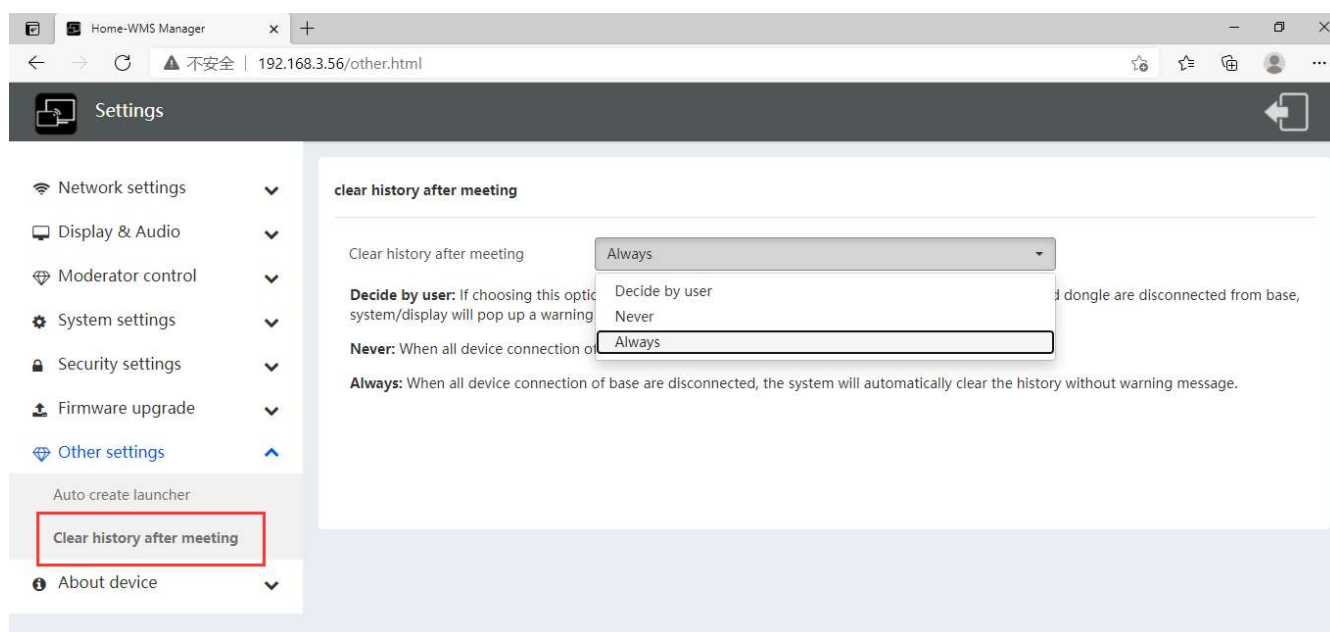 Home-WMS Manager
不安全 192.168.3.56/other.html
Settings
Network settings
Display & Audio
Moderator control
System settings
Security settings
Firmware upgrade
Other settings
Auto create launcher
Clear history after meeting
About device
clear history after meeting
Clear history after meeting Always
Decide by user
Never
Always
Decide by user: If choosing this optio d dongle are disconnected from base,
system/display will pop up a warning
Never: When all device connection of
Always: When all device connection of base are disconnected, the system will automatically clear the history without warning message.